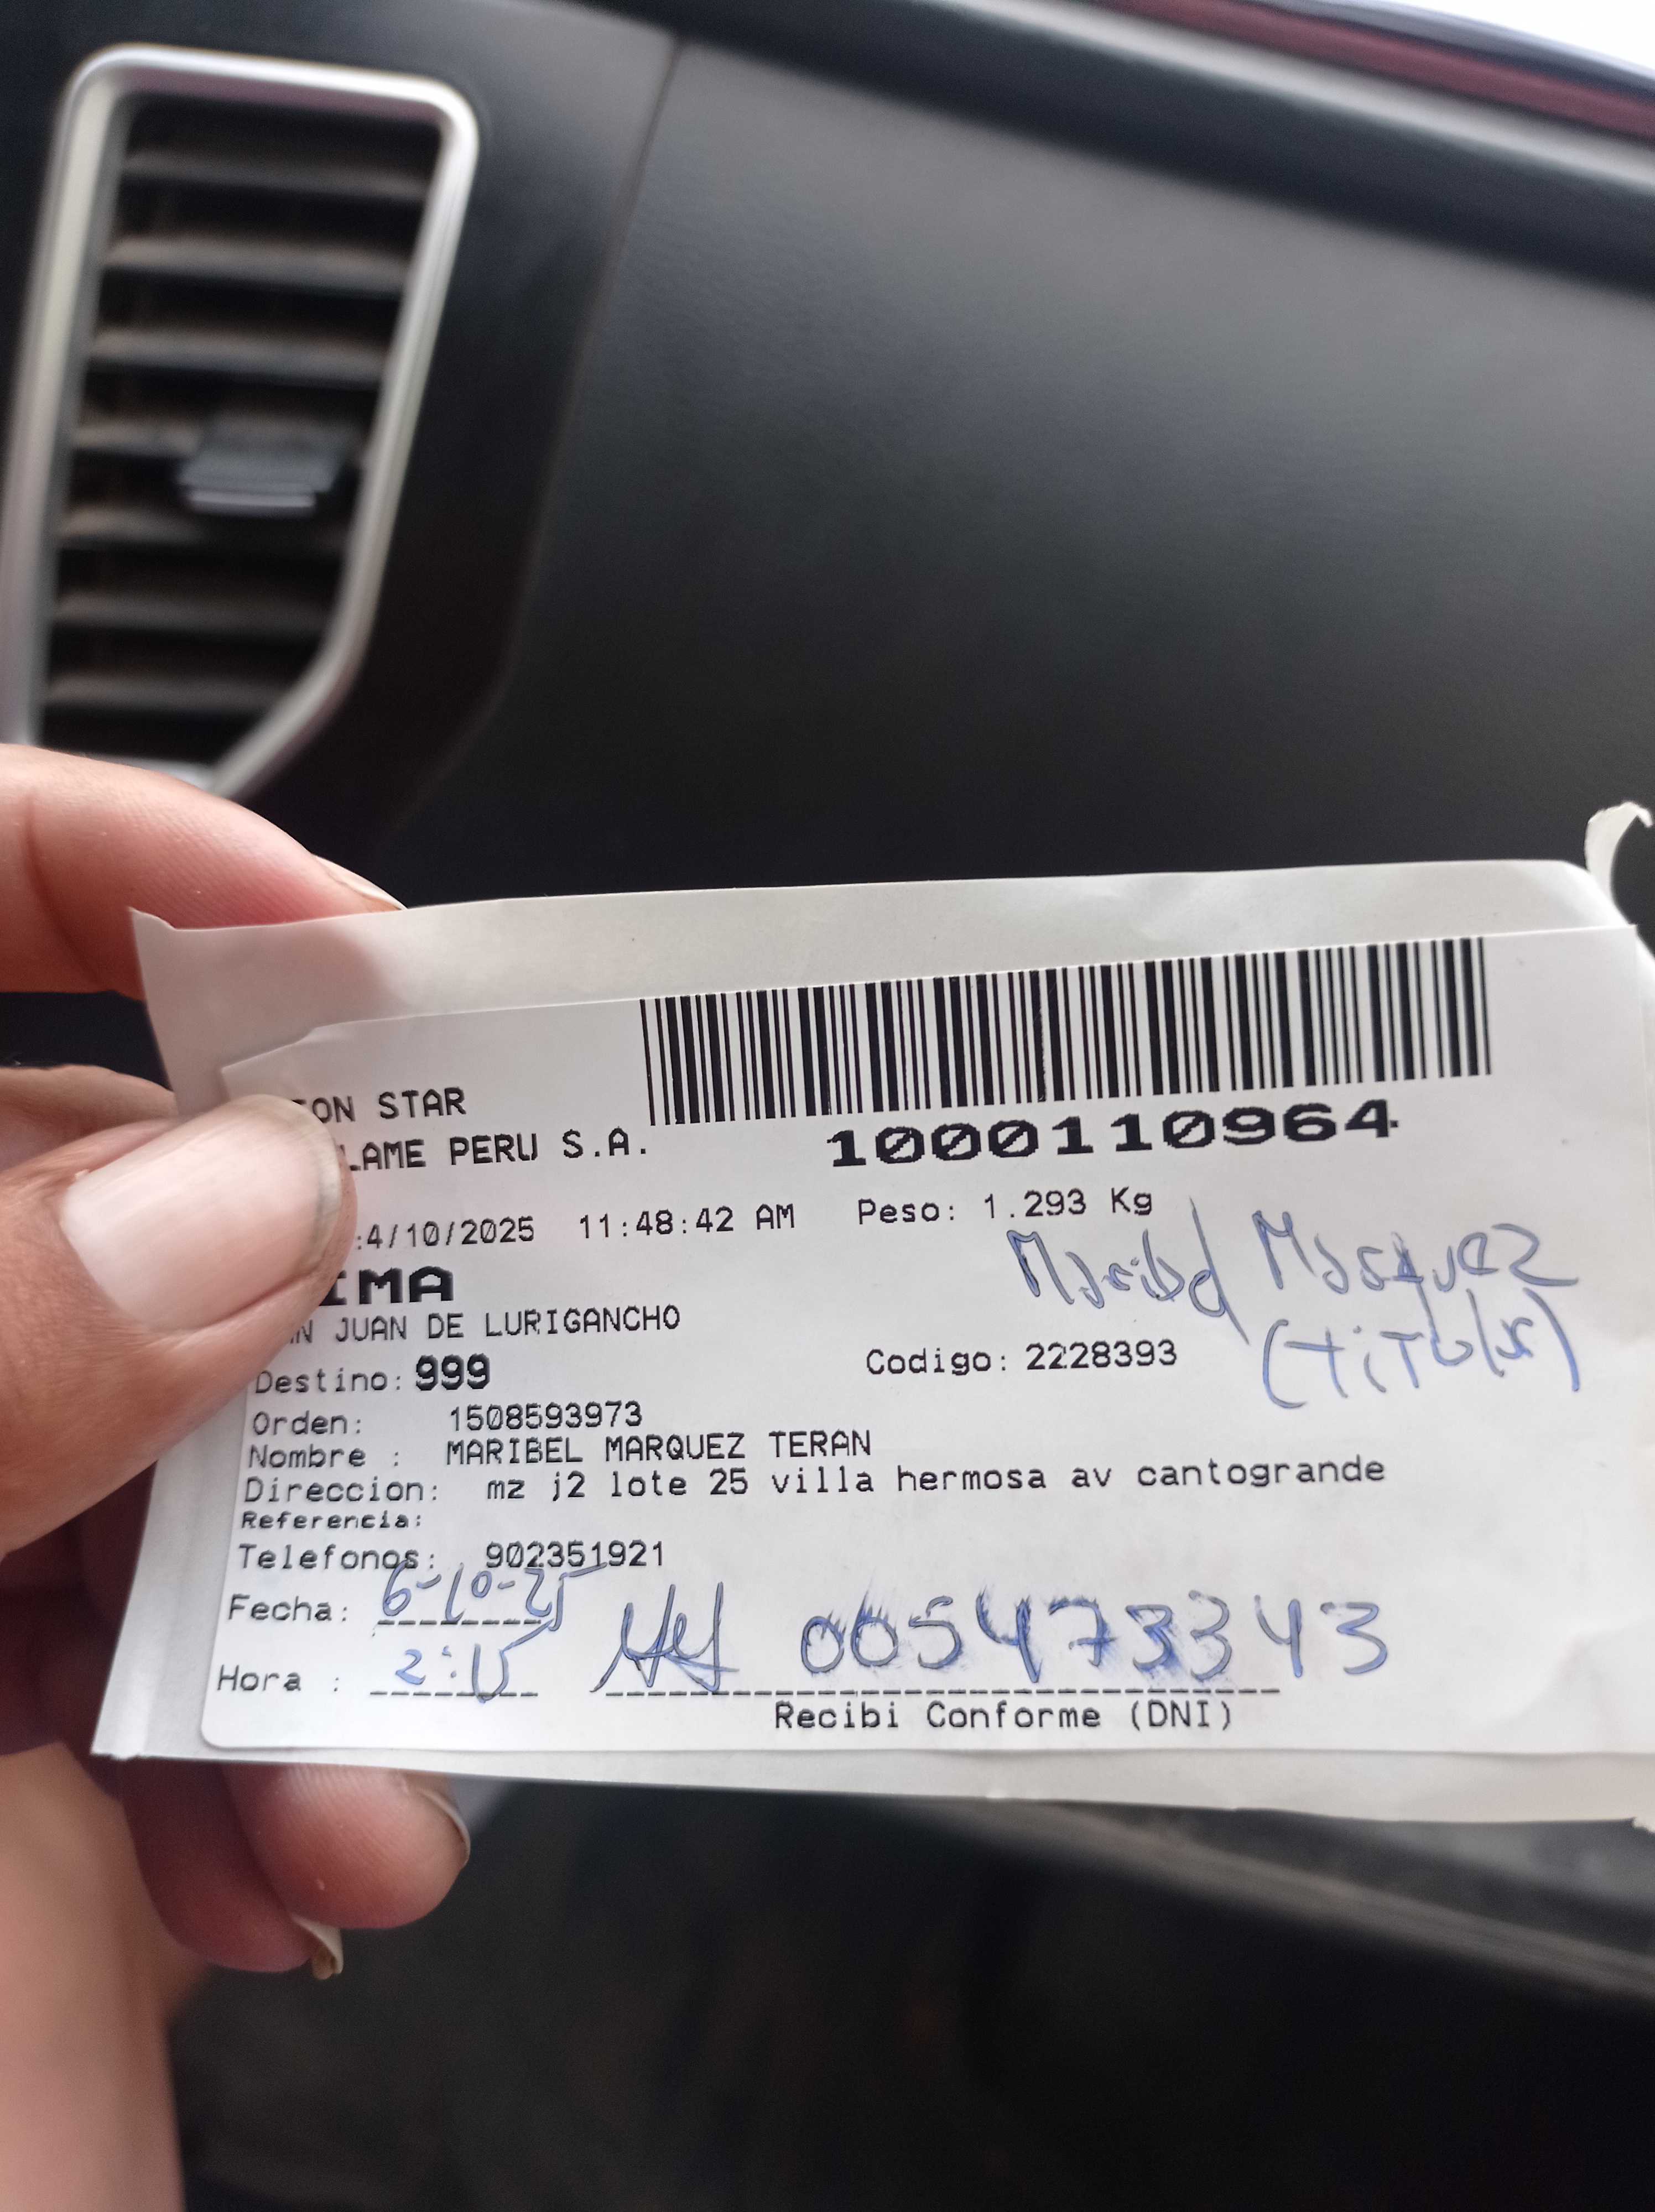 ON STAR
LAME PERU S.A.
1000110964
:4/10/2025 11:48:42 AM Peso: 1.293 Kg
IMA
Maribel Marquez
N JUAN DE LURIGANCHO
(titular)
Destino: 999 Codigo: 2228393
Orden: 1508593973
Nombre : MARIBEL MARQUEZ TERAN
Direccion: mz j2 lote 25 villa hermosa av cantogrande
Referencia:
Telefonos: 902351921
Fecha: 6-10-25
005473343
Hora : 2:15
Recibi Conforme (DNI)